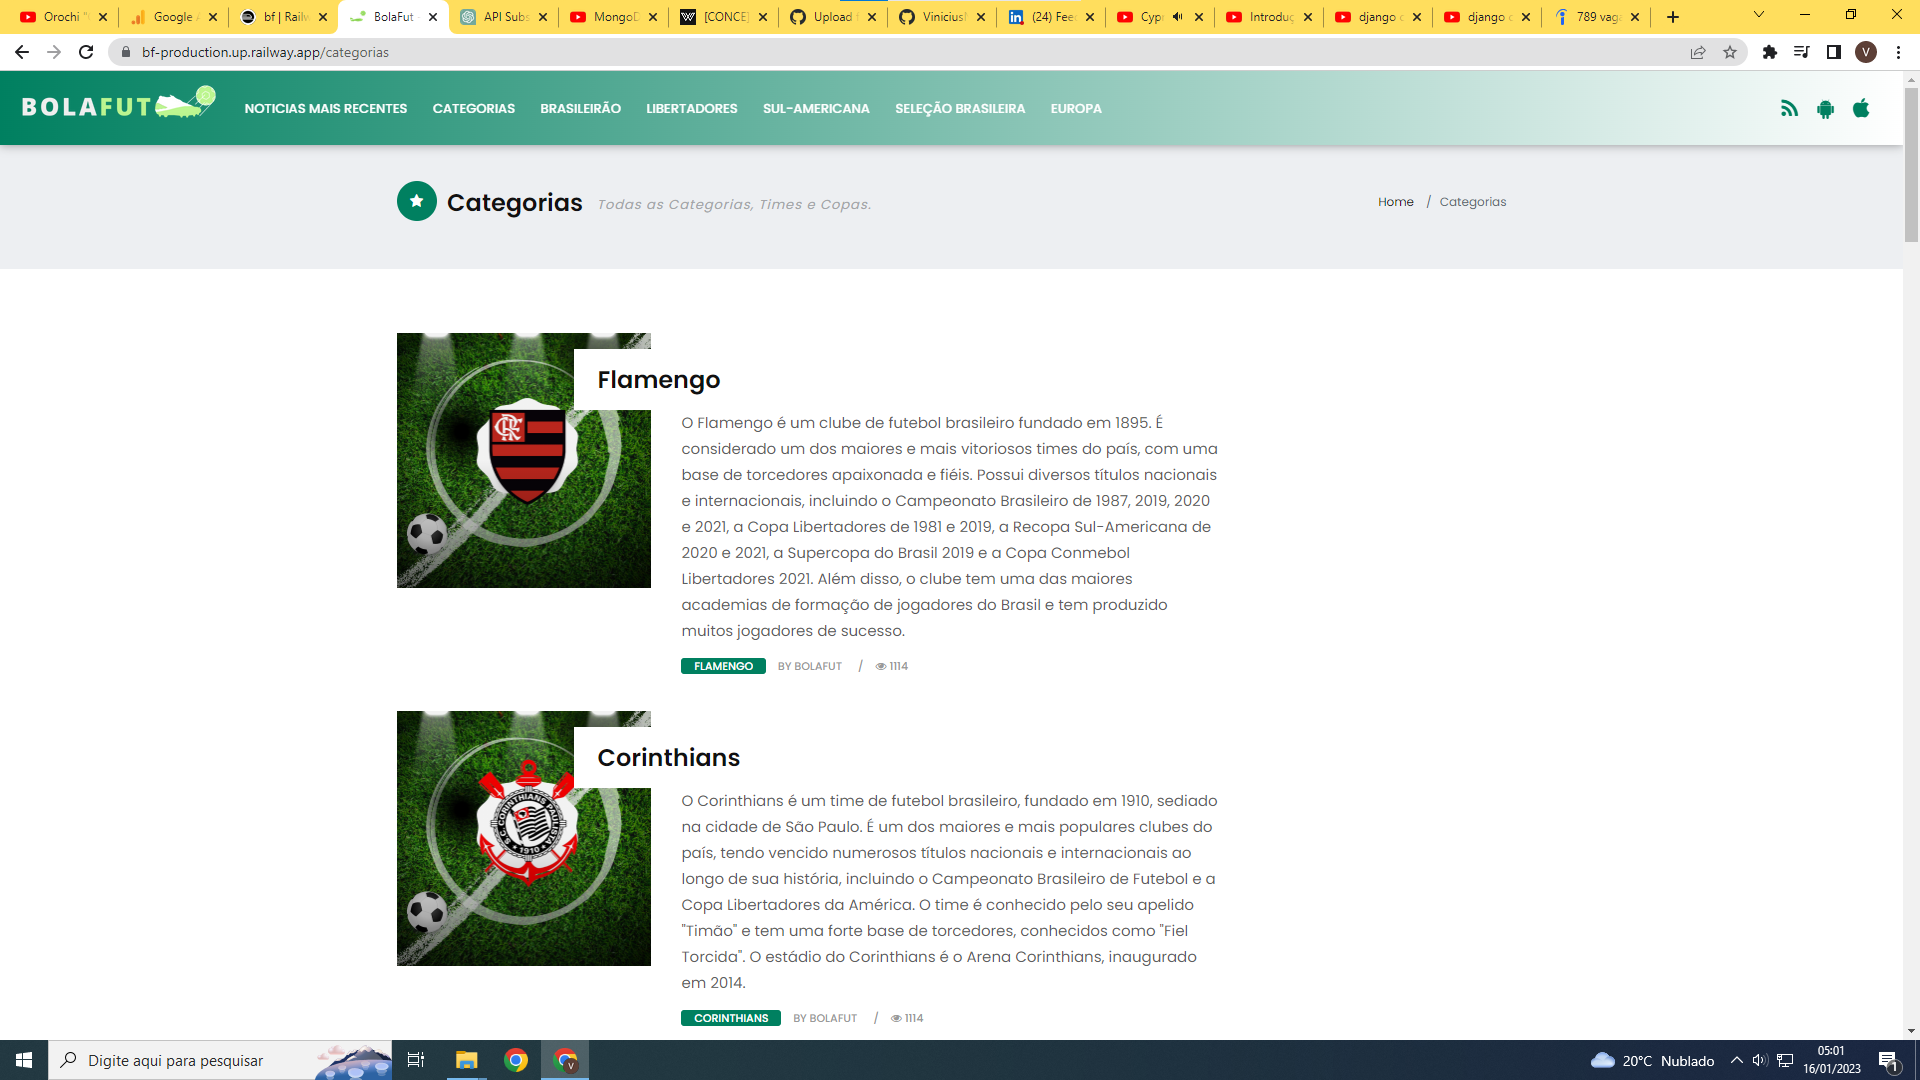 Orochi "
Google A
bf | Railw
BolaFut -
API Subs
MongoD
[CONCE]
Upload f
Vinicius
(24) Feed
Cypr
Introduç
django c
django c
789 vaga
bf-production.up.railway.app/categorias
V
BOLAFUT
NOTICIAS MAIS RECENTES
CATEGORIAS
BRASILEIRÃO
LIBERTADORES
SUL-AMERICANA
SELEÇÃO BRASILEIRA
EUROPA
Categorias
Todas as Categorias, Times e Copas.
Home / Categorias
Flamengo
O Flamengo é um clube de futebol brasileiro fundado em 1895. É
considerado um dos maiores e mais vitoriosos times do país, com uma
base de torcedores apaixonada e fiéis. Possui diversos títulos nacionais
e internacionais, incluindo o Campeonato Brasileiro de 1987, 2019, 2020
e 2021, a Copa Libertadores de 1981 e 2019, a Recopa Sul-Americana de
2020 e 2021, a Supercopa do Brasil 2019 e a Copa Conmebol
Libertadores 2021. Além disso, o clube tem uma das maiores
academias de formação de jogadores do Brasil e tem produzido
muitos jogadores de sucesso.
FLAMENGO BY BOLAFUT / 1114
Corinthians
S.C. CORINTHIANS PAULISTA
1910
O Corinthians é um time de futebol brasileiro, fundado em 1910, sediado
na cidade de São Paulo. É um dos maiores e mais populares clubes do
país, tendo vencido numerosos títulos nacionais e internacionais ao
longo de sua história, incluindo o Campeonato Brasileiro de Futebol e a
Copa Libertadores da América. O time é conhecido pelo seu apelido
"Timão" e tem uma forte base de torcedores, conhecidos como "Fiel
Torcida". O estádio do Corinthians é o Arena Corinthians, inaugurado
em 2014.
CORINTHIANS BY BOLAFUT / 1114
Digite aqui para pesquisar
20°C Nublado
05:01
16/01/2023
1